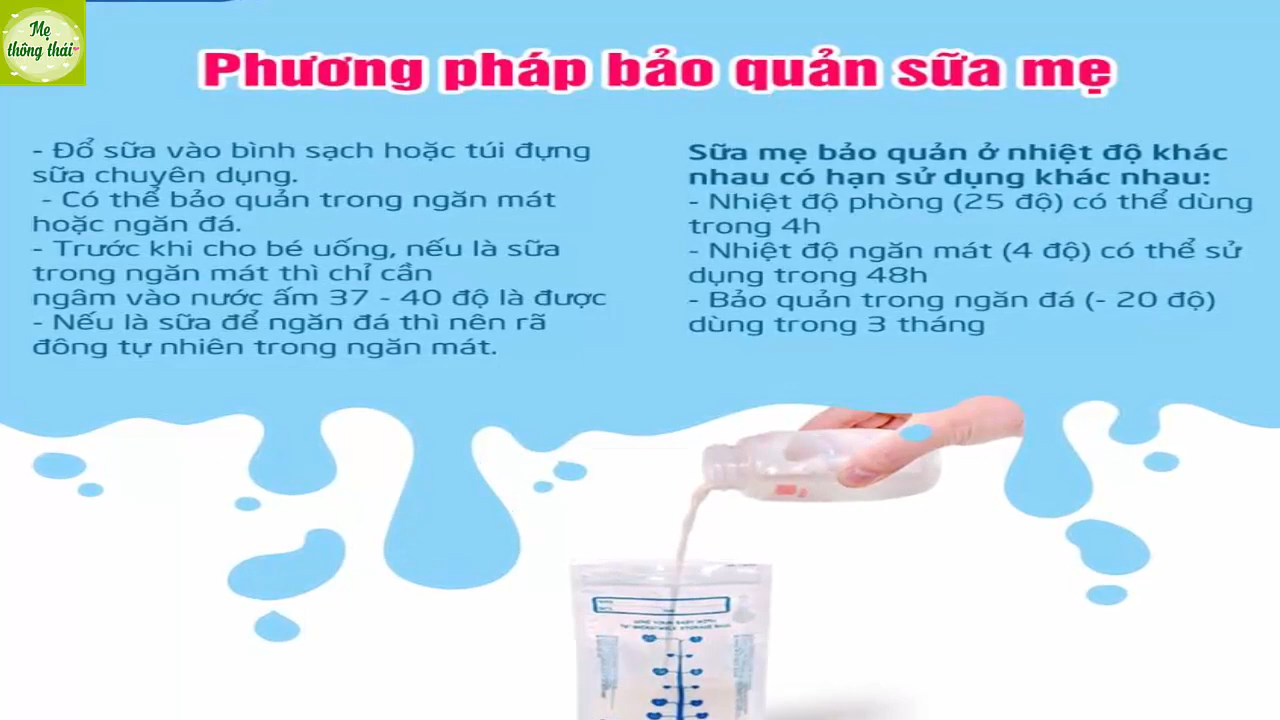 Mẹ
thông thái
Phương pháp bảo quản sữa mẹ
- Đổ sữa vào bình sạch hoặc túi đựng
sữa chuyên dụng.
- Có thể bảo quản trong ngăn mát
hoặc ngăn đá.
- Trước khi cho bé uống, nếu là sữa
trong ngăn mát thì chỉ cần
ngâm vào nước ấm 37 - 40 độ là được
- Nếu là sữa để ngăn đá thì nên rã
đông tự nhiên trong ngăn mát.
Sữa mẹ bảo quản ở nhiệt độ khác
nhau có hạn sử dụng khác nhau:
- Nhiệt độ phòng (25 độ) có thể dùng
trong 4h
- Nhiệt độ ngăn mát (4 độ) có thể sử
dụng trong 48h
- Bảo quản trong ngăn đá (- 20 độ)
dùng trong 3 tháng